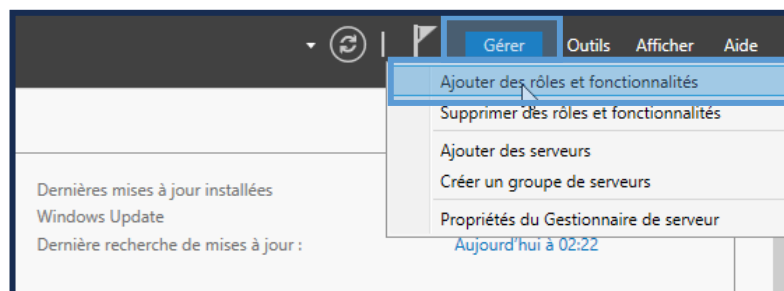 Gérer Outils Afficher Aide
Ajouter des rôles et fonctionnalités
Supprimer des rôles et fonctionnalités
Ajouter des serveurs
Créer un groupe de serveurs
Propriétés du Gestionnaire de serveur
Dernières mises à jour installées
Windows Update
Dernière recherche de mises à jour : Aujourd'hui à 02:22